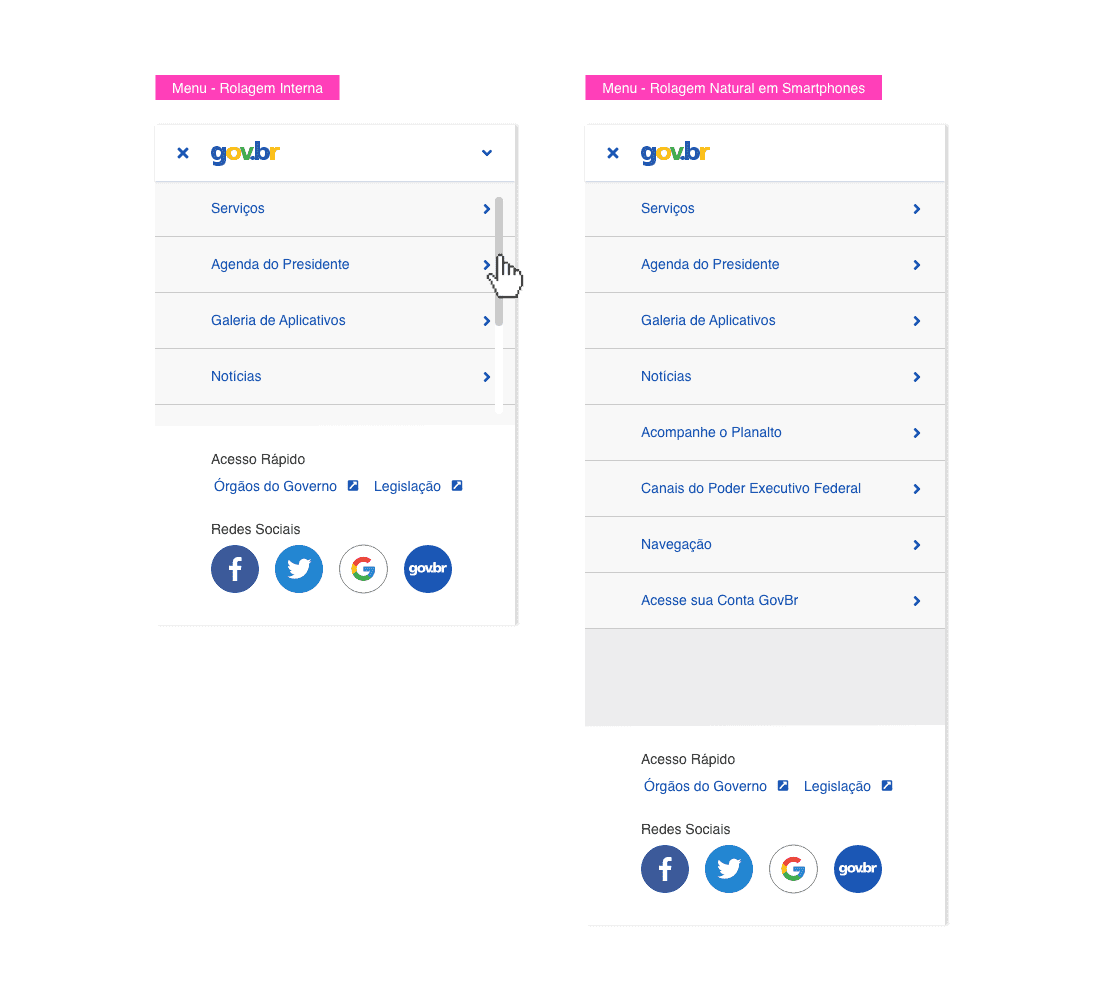 Menu - Rolagem Interna
gov.br
Serviços
Agenda do Presidente
Galeria de Aplicativos
Notícias
Acesso Rápido
Órgãos do Governo Legislação
Redes Sociais
f G gov.br
Menu - Rolagem Natural em Smartphones
gov.br
Serviços
Agenda do Presidente
Galeria de Aplicativos
Notícias
Acompanhe o Planalto
Canais do Poder Executivo Federal
Navegação
Acesse sua Conta GovBr
Acesso Rápido
Órgãos do Governo Legislação
Redes Sociais
f G gov.br